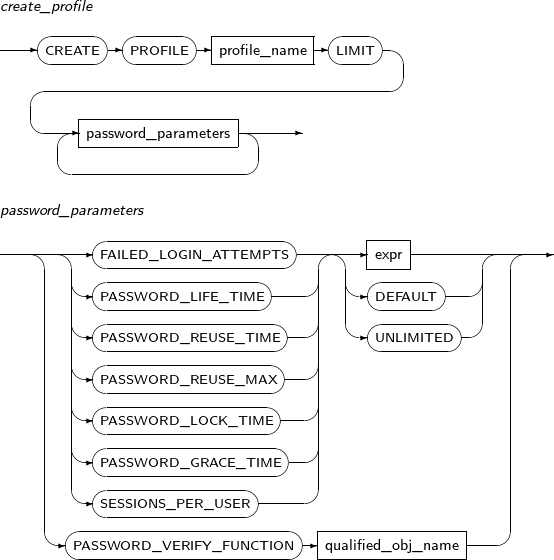 create_profile
CREATE PROFILE profile_name LIMIT
password_parameters
password_parameters
FAILED_LOGIN_ATTEMPTS expr
PASSWORD_LIFE_TIME DEFAULT
PASSWORD_REUSE_TIME UNLIMITED
PASSWORD_REUSE_MAX
PASSWORD_LOCK_TIME
PASSWORD_GRACE_TIME
SESSIONS_PER_USER
PASSWORD_VERIFY_FUNCTION qualified_obj_name